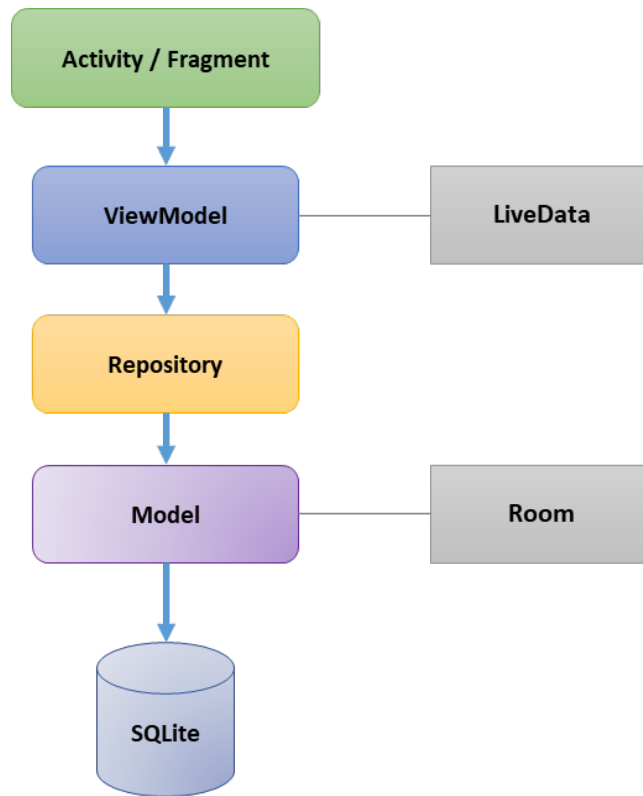 Activity / Fragment
ViewModel
LiveData
Repository
Model
Room
SQLite